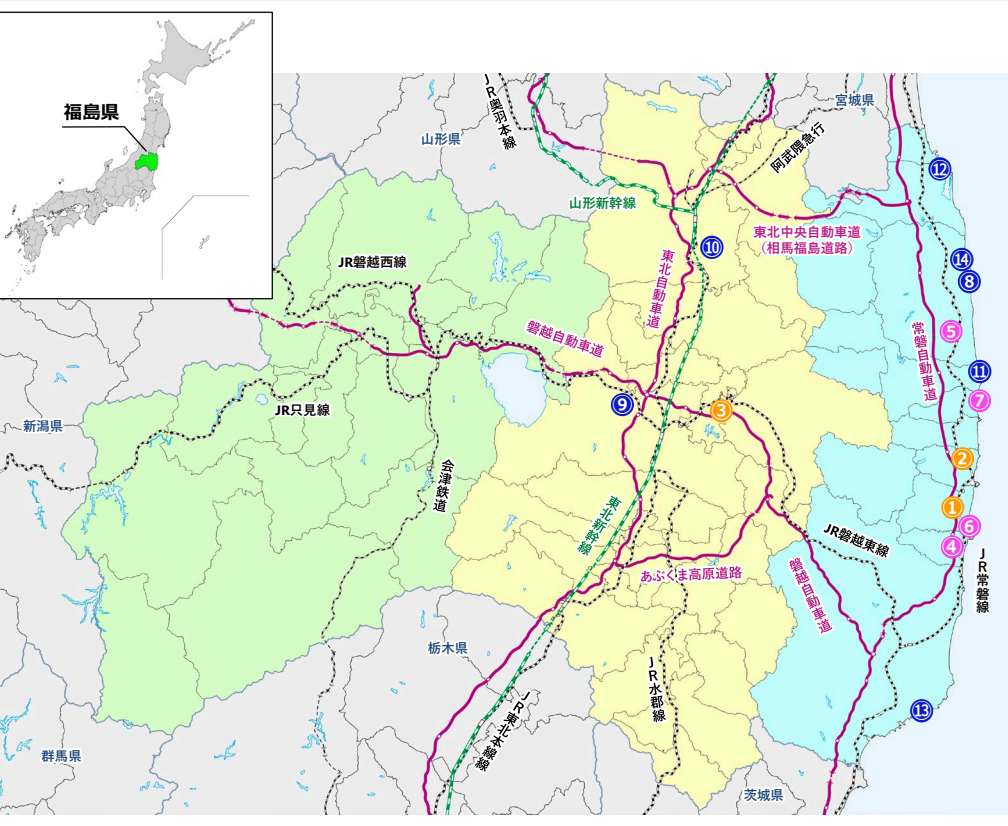 福島県
宮城県
JR奥羽本線
山形県
阿武隈急行
⑫
山形新幹線
東北中央自動車道
（相馬福島道路）
⑩
JR磐越西線
東北自動車道
⑭
⑧
磐越自動車道
常磐自動車道
⑤
⑪
⑦
JR只見線
⑨
③
新潟県
②
会津鉄道
東北新幹線
①
⑥
④
JR磐越東線
JR常磐線
あぶくま高原道路
磐越自動車道
栃木県
JR水郡線
JR東北本線
⑬
群馬県
茨城県